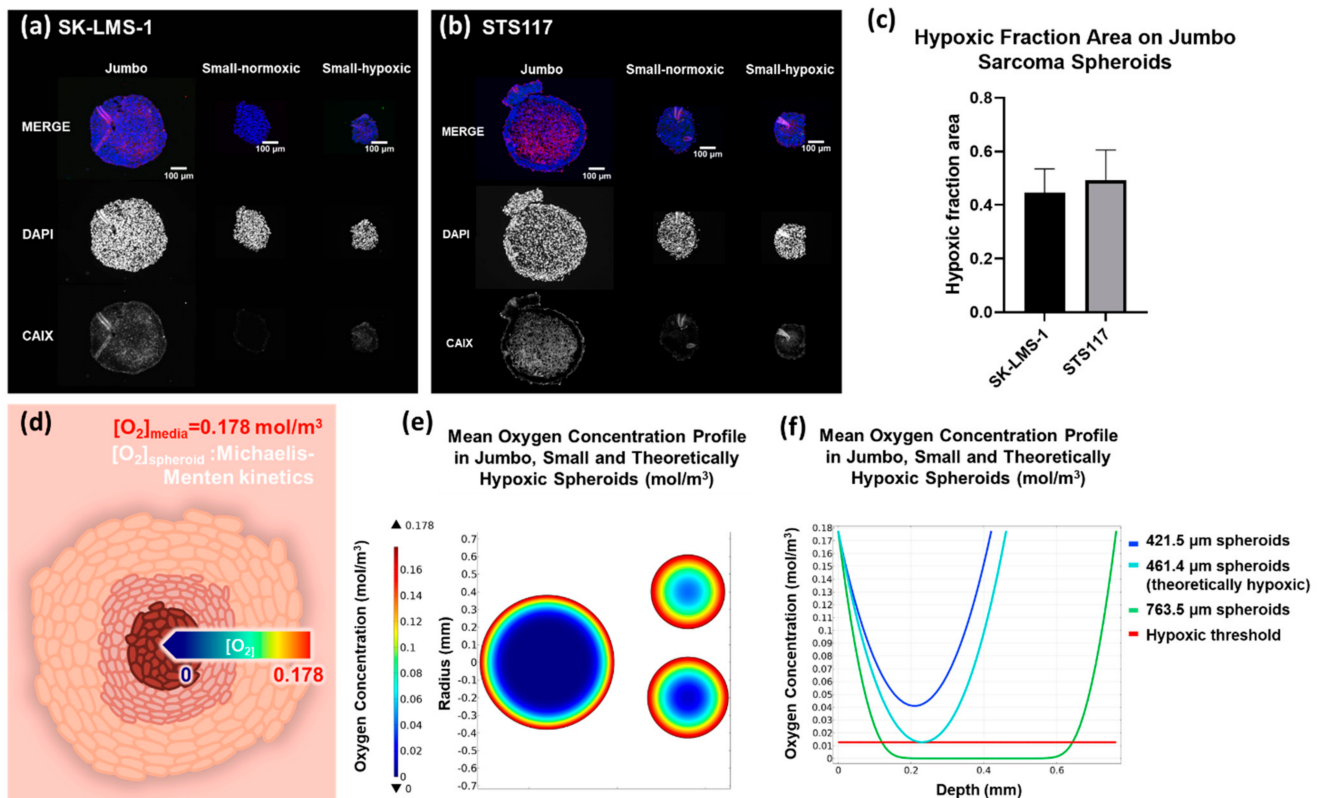 (a) SK-LMS-1
Jumbo Small-normoxic Small-hypoxic
MERGE
100 µm
100 µm
100 µm
DAPI
CAIX
(b) STS117
Jumbo Small-normoxic Small-hypoxic
MERGE
100 µm
100 µm
100 µm
DAPI
CAIX
(c)
Hypoxic Fraction Area on Jumbo
Sarcoma Spheroids
Hypoxic fraction area
0.8
0.6
0.4
0.2
0.0
SK-LMS-1
STS117
(d)
[O₂]media=0.178 mol/m³
[O₂]spheroid :Michaelis-
Menten kinetics
[O₂]
0
0.178
(e)
Mean Oxygen Concentration Profile
in Jumbo, Small and Theoretically
Hypoxic Spheroids (mol/m³)
Oxygen Concentration (mol/m³)
▲ 0.178
0.16
0.14
0.12
0.1
0.08
0.06
0.04
0.02
0
▼ 0
Radius (mm)
0.7
0.6
0.5
0.4
0.3
0.2
0.1
0
-0.1
-0.2
-0.3
-0.4
-0.5
-0.6
-0.7
(f)
Mean Oxygen Concentration Profile
in Jumbo, Small and Theoretically
Hypoxic Spheroids (mol/m³)
Oxygen Concentration (mol/m³)
0.18
0.17
0.16
0.15
0.14
0.13
0.12
0.11
0.1
0.09
0.08
0.07
0.06
0.05
0.04
0.03
0.02
0.01
0
0 0.2 0.4 0.6
Depth (mm)
421.5 µm spheroids
461.4 µm spheroids
(theoretically hypoxic)
763.5 µm spheroids
Hypoxic threshold